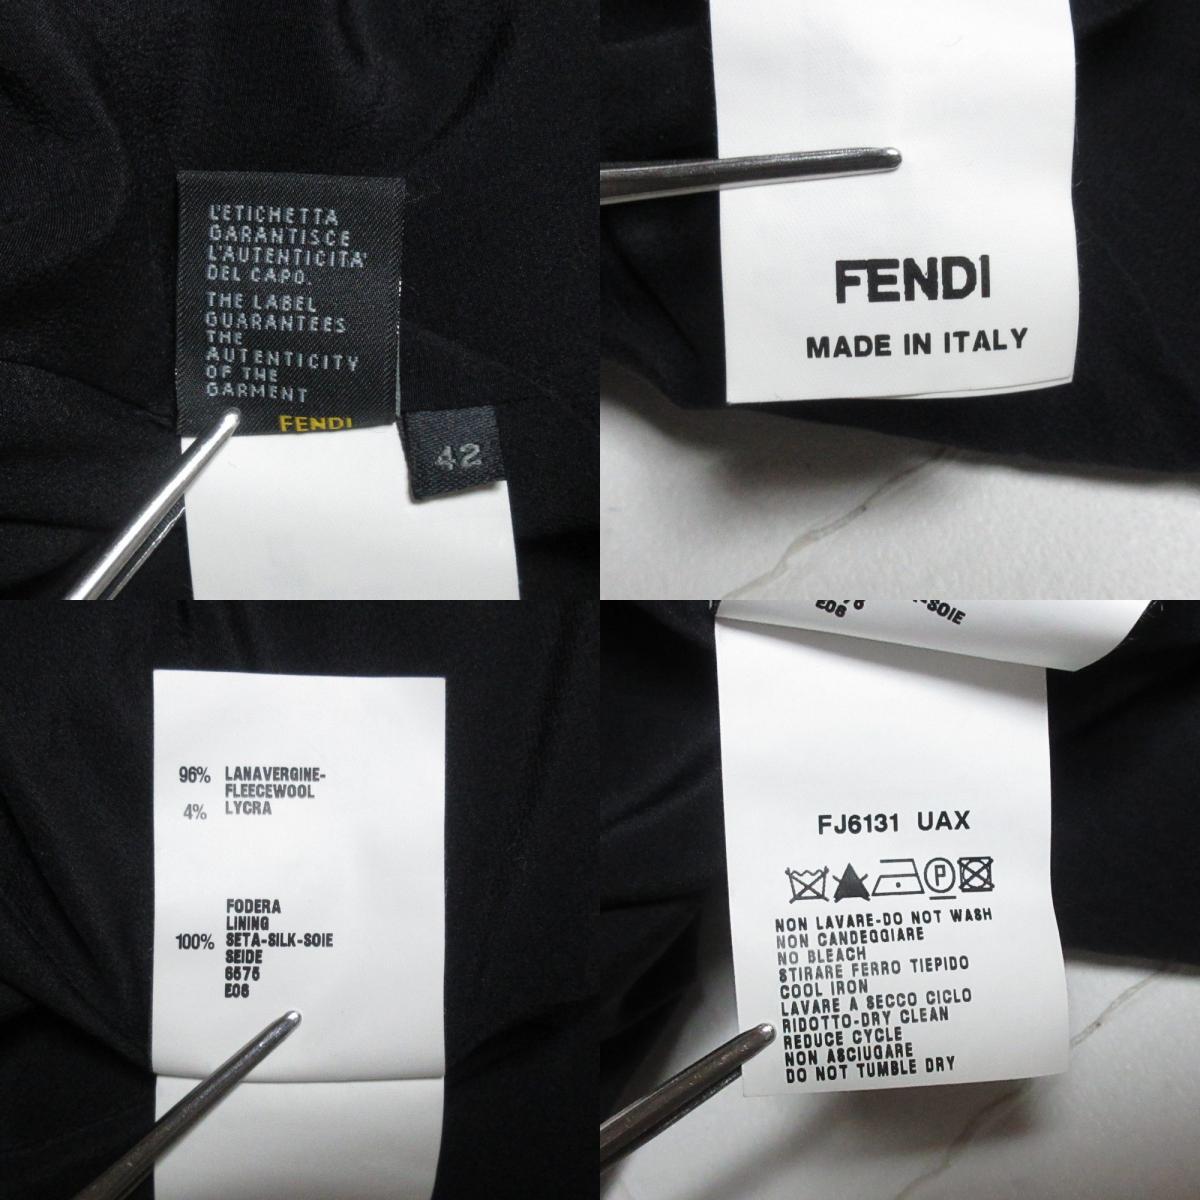 L'ETICHETTA
GARANTISCE
L'AUTENTICITA'
DEL CAPO.
THE LABEL
GUARANTEES
THE
AUTENTICITY
OF THE
GARMENT
FENDI
42
FENDI
MADE IN ITALY
96% LANAVERGINE-
FLEECEWOOL
4% LYCRA
FODERA
LINING
100% SETA-SILK-SOIE
SEIDE
6575
E06
E06
-SOIE
FJ6131 UAX
P
NON LAVARE-DO NOT WASH
NON CANDEGGIARE
NO BLEACH
STIRARE FERRO TIEPIDO
COOL IRON
LAVARE A SECCO CICLO
RIDOTTO-DRY CLEAN
REDUCE CYCLE
NON ASCIUGARE
DO NOT TUMBLE DRY